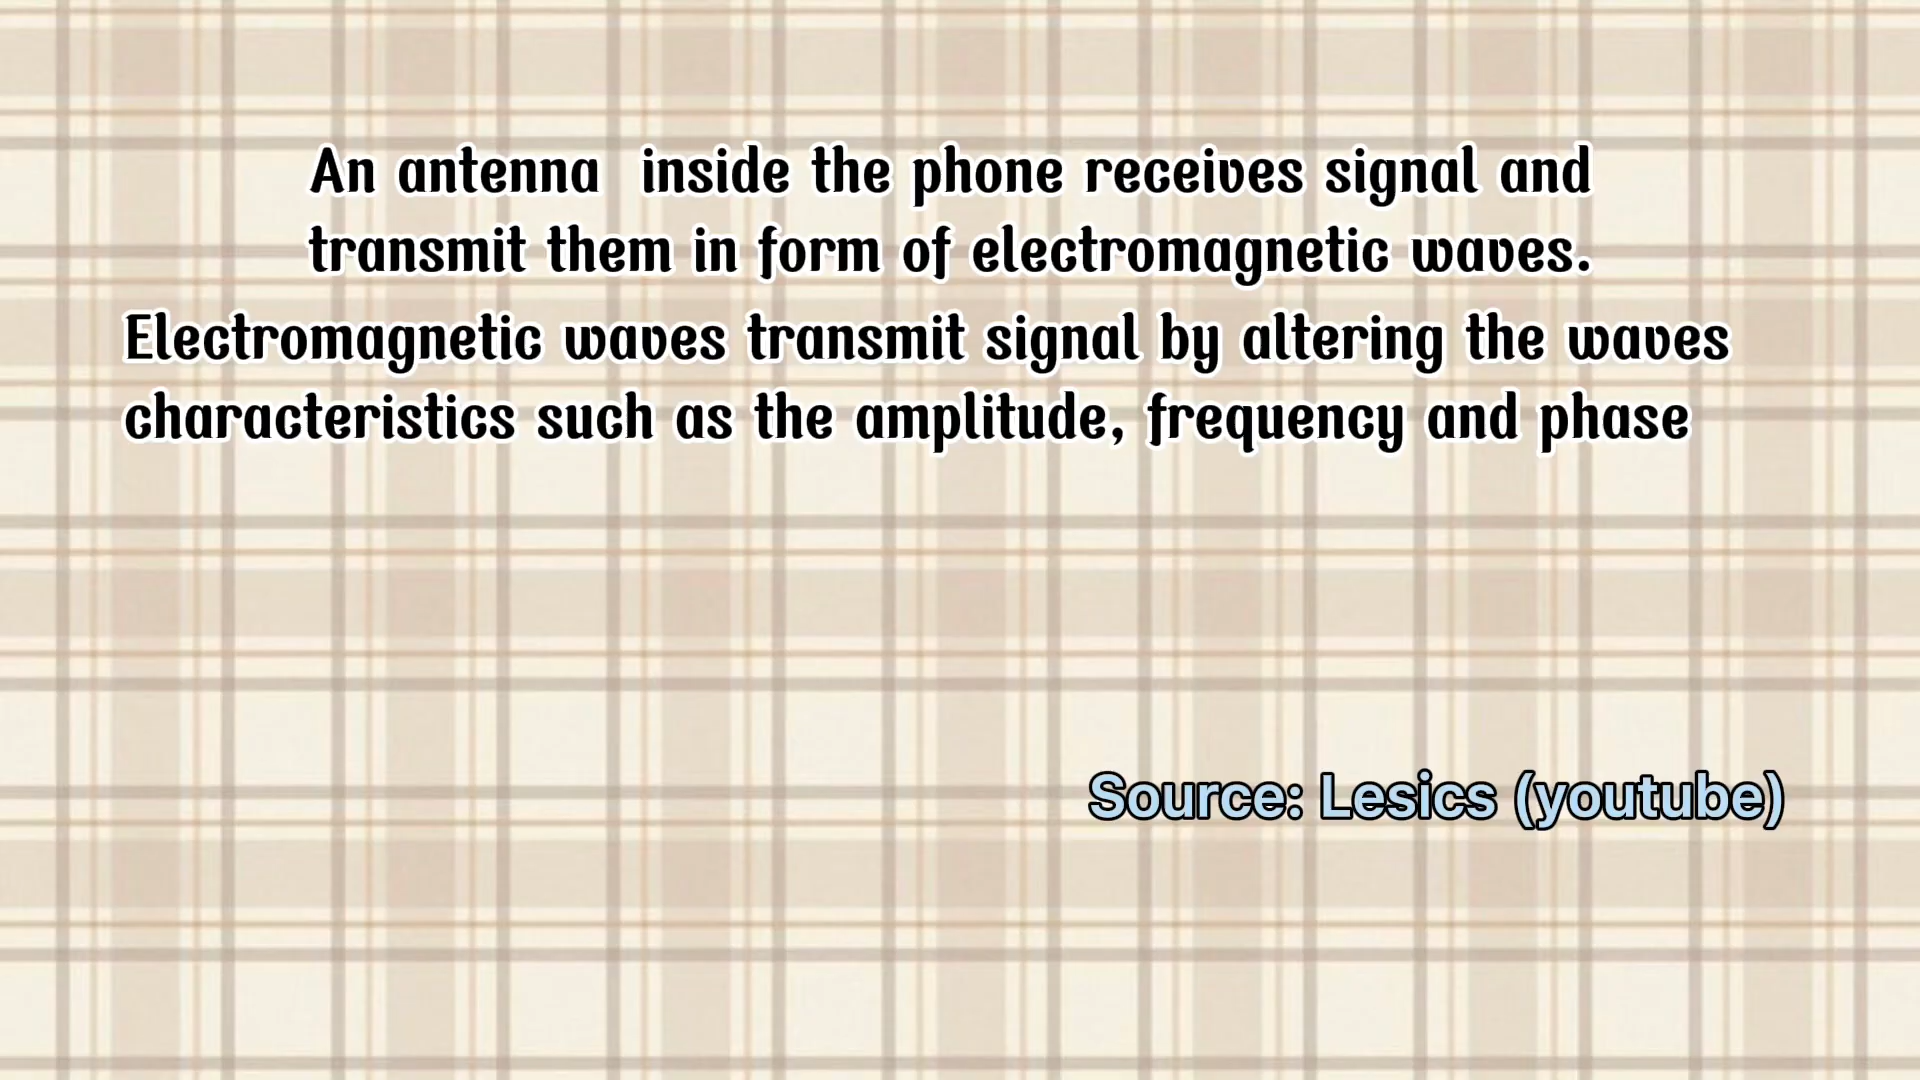 An antenna  inside the phone receives signal and
transmit them in form of electromagnetic waves.
Electromagnetic waves transmit signal by altering the waves
characteristics such as the amplitude, frequency and phase
Source: Lesics (youtube)